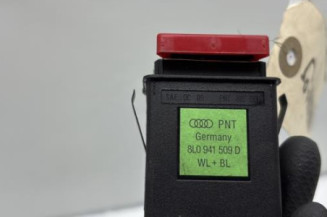 PNT
Germany
8L0 941 509 D
WL+ BL